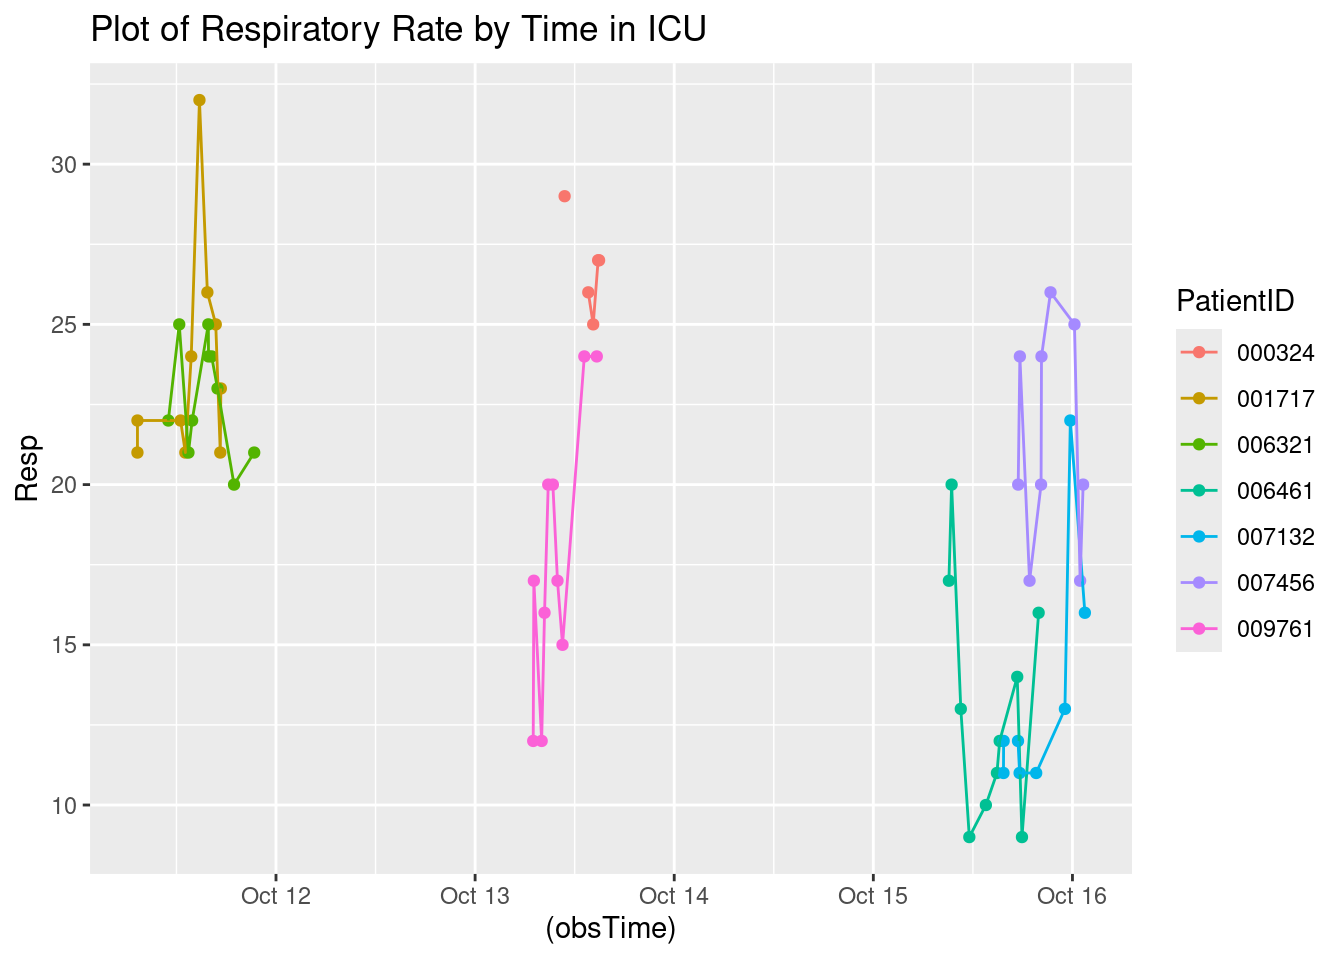 Plot of Respiratory Rate by Time in ICU
Resp
30
25
20
15
10
Oct 12 Oct 13 Oct 14 Oct 15 Oct 16
(obsTime)
PatientID
000324
001717
006321
006461
007132
007456
009761